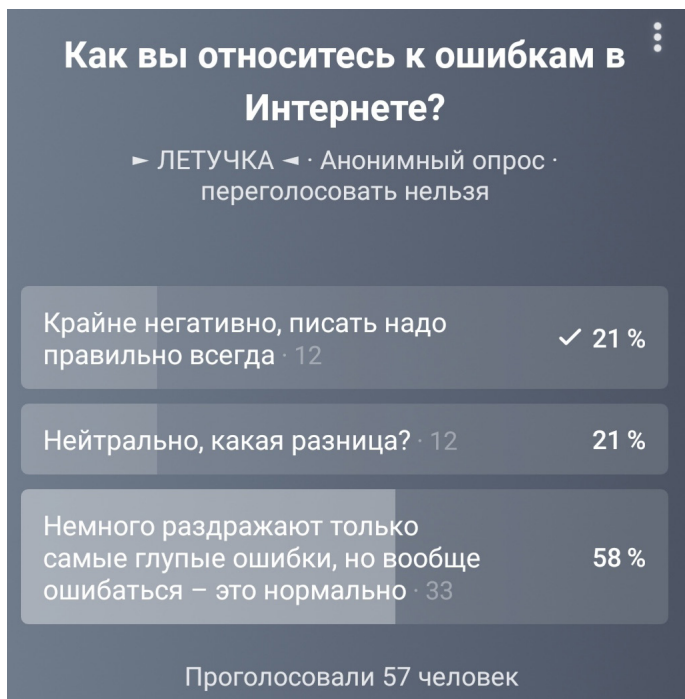 Как вы относитесь к ошибкам в
Интернете?
► ЛЕТУЧКА ◄ · Анонимный опрос ·
переголосовать нельзя
Крайне негативно, писать надо
правильно всегда · 12
✓ 21 %
Нейтрально, какая разница? · 12
21 %
Немного раздражают только
самые глупые ошибки, но вообще
ошибаться – это нормально · 33
58 %
Проголосовали 57 человек